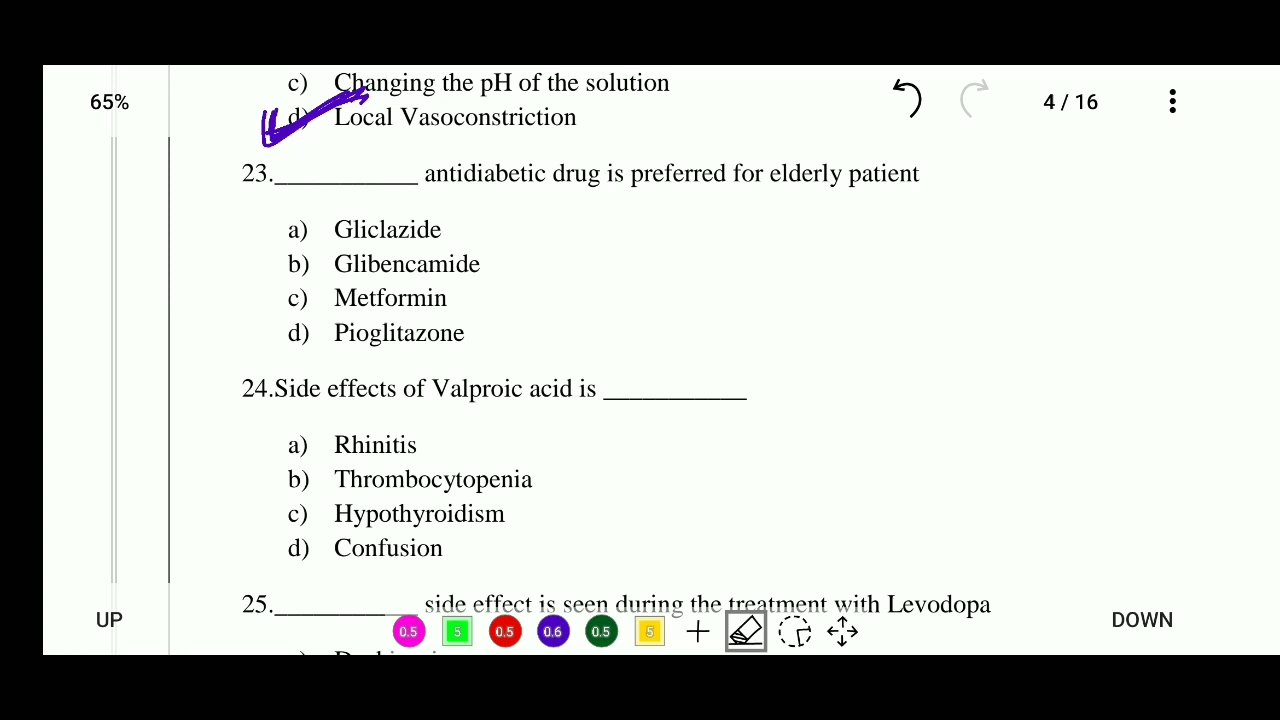 c) Changing the pH of the solution
65%
4 / 16
d) Local Vasoconstriction
23.___________ antidiabetic drug is preferred for elderly patient
a) Gliclazide
b) Glibencamide
c) Metformin
d) Pioglitazone
24.Side effects of Valproic acid is ___________
a) Rhinitis
b) Thrombocytopenia
c) Hypothyroidism
d) Confusion
25.___________ side effect is seen during the treatment with Levodopa
UP
DOWN
0.5 5 0.5 0.6 0.5 5